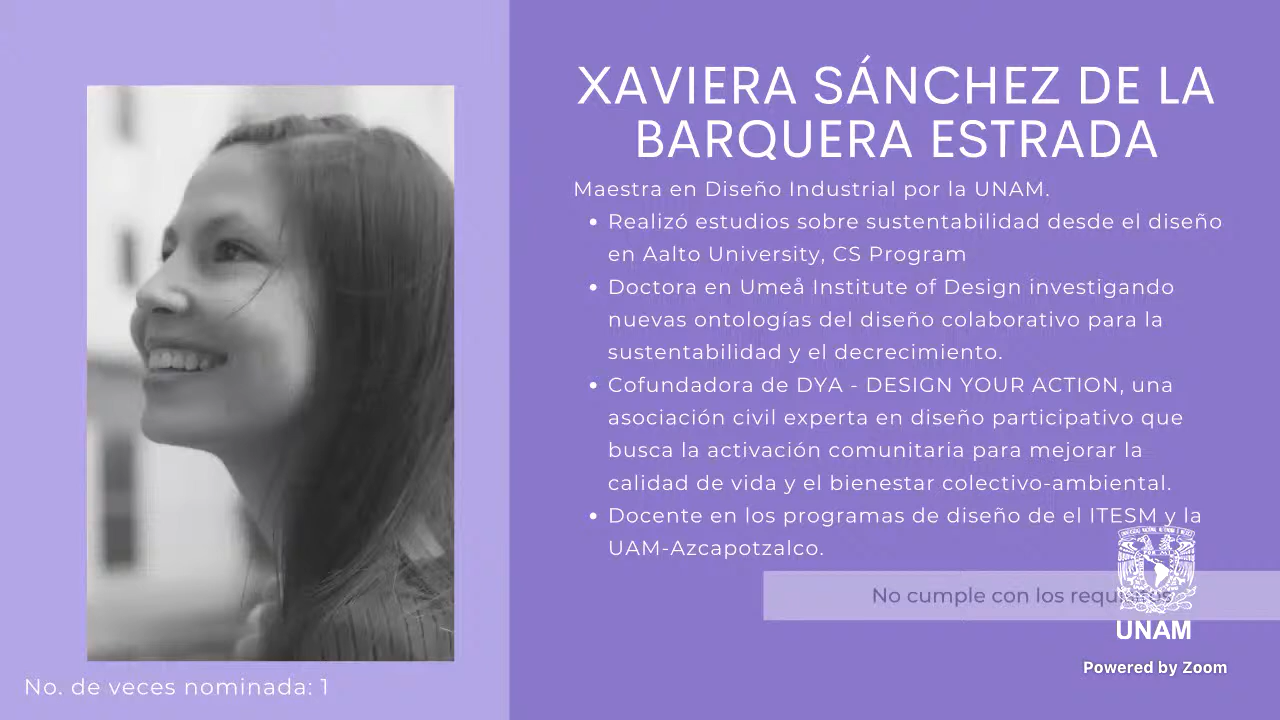 XAVIERA SÁNCHEZ DE LA
BARQUERA ESTRADA
Maestra en Diseño Industrial por la UNAM.
• Realizó estudios sobre sustentabilidad desde el diseño
en Aalto University, CS Program
• Doctora en Umeå Institute of Design investigando
nuevas ontologías del diseño colaborativo para la
sustentabilidad y el decrecimiento.
• Cofundadora de DYA - DESIGN YOUR ACTION, una
asociación civil experta en diseño participativo que
busca la activación comunitaria para mejorar la
calidad de vida y el bienestar colectivo-ambiental.
• Docente en los programas de diseño de el ITESM y la
UAM-Azcapotzalco.
No cumple con los requisitos
UNAM
Powered by Zoom
No. de veces nominada: 1